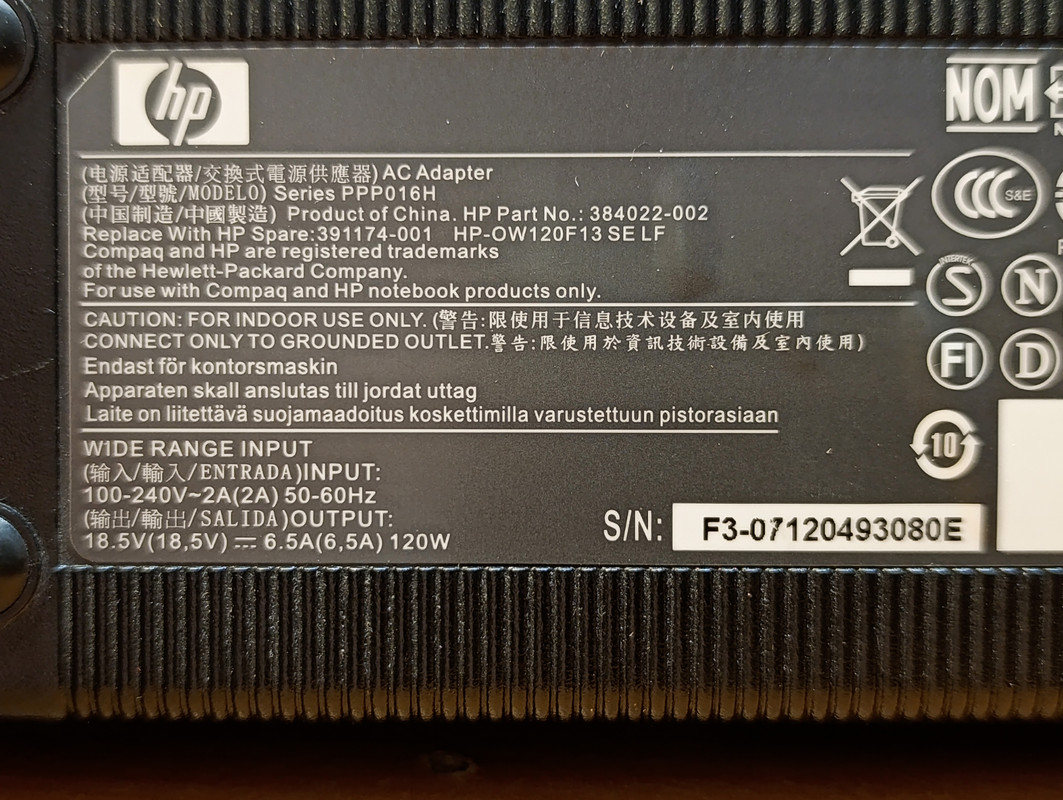 hp
NOM
(电源适配器/交換式電源供應器) AC Adapter
(型号/型號/MODELO) Series PPP016H
(中国制造/中國製造) Product of China. HP Part No.: 384022-002
Replace With HP Spare:391174-001 HP-OW120F13 SE LF
Compaq and HP are registered trademarks
of the Hewlett-Packard Company.
For use with Compaq and HP notebook products only.
CCC S&E
INTERTEK
S
N
CAUTION: FOR INDOOR USE ONLY. (警告:限使用于信息技术设备及室内使用
CONNECT ONLY TO GROUNDED OUTLET.警告:限使用於資訊技術設備及室內使用)
Endast för kontorsmaskin
Apparaten skall anslutas till jordat uttag
Laite on liitettävä suojamaadoitus koskettimilla varustettuun pistorasiaan
FI
D
10
WIDE RANGE INPUT
(输入/輸入/ENTRADA)INPUT:
100-240V~2A(2A) 50-60Hz
(输出/輸出/SALIDA)OUTPUT:
18.5V(18,5V) ⎓ 6.5A(6,5A) 120W
S/N: F3-07120493080E